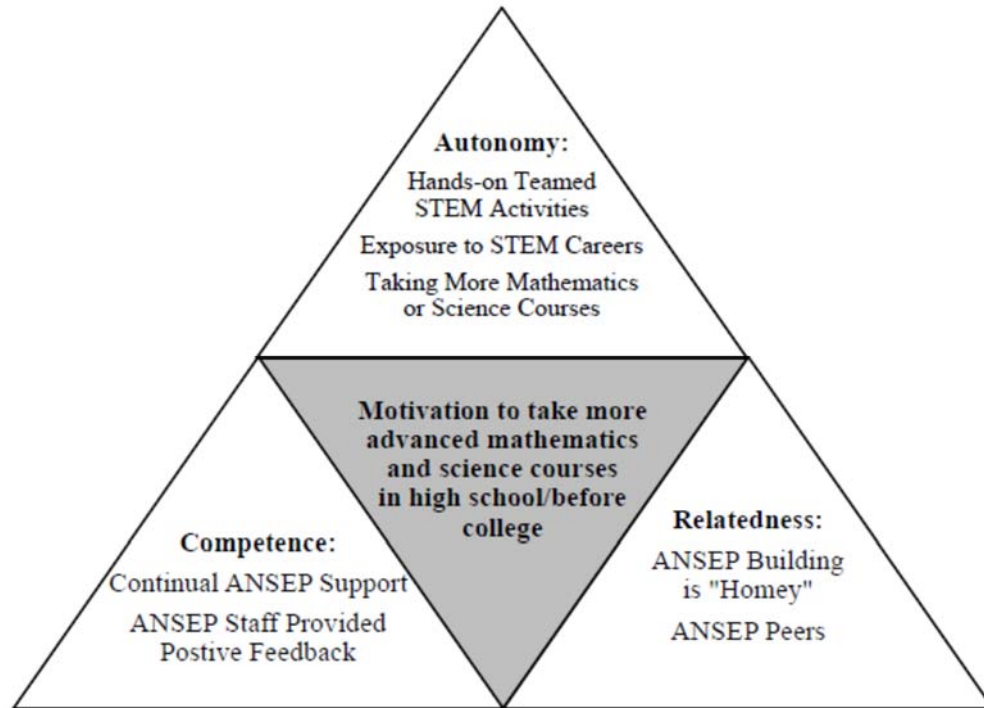 Autonomy:
Hands-on Teamed
STEM Activities
Exposure to STEM Careers
Taking More Mathematics
or Science Courses
Motivation to take more
advanced mathematics
and science courses
in high school/before
college
Competence:
Continual ANSEP Support
ANSEP Staff Provided
Postive Feedback
Relatedness:
ANSEP Building
is "Homey"
ANSEP Peers